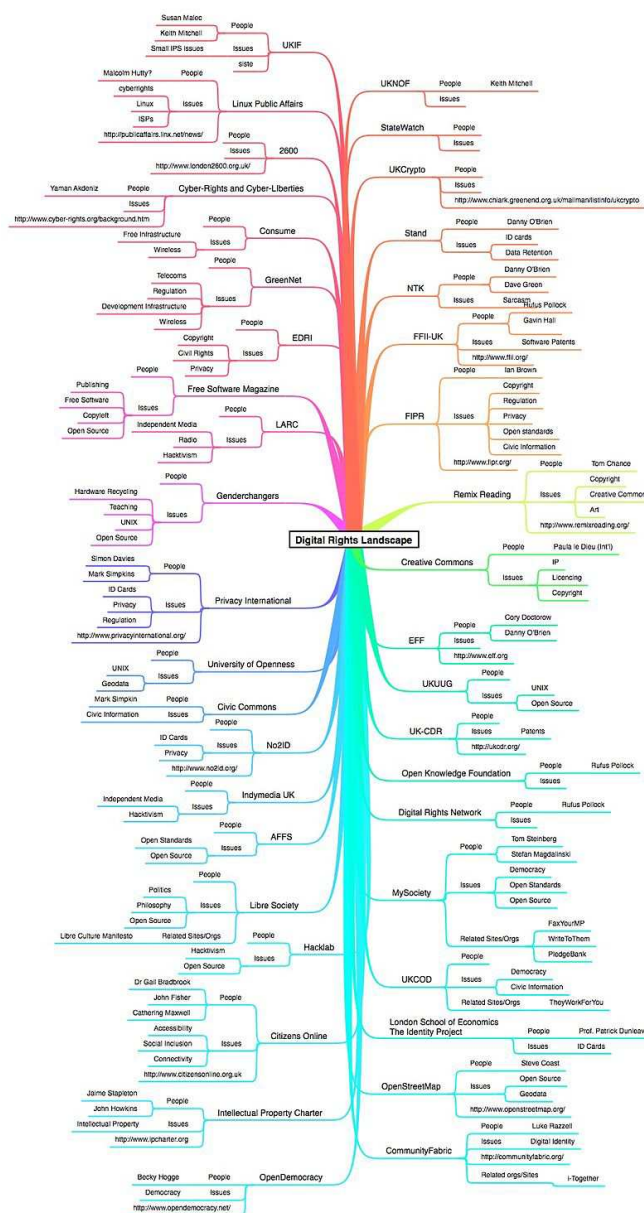 Digital Rights Landscape
UKIF
People
Susan Malec
Keith Mitchell
Issues
Small IPS Issues
siste
Linux Public Affairs
People
Malcolm Hutty?
Issues
cyberrights
Linux
ISPs
http://publicaffairs.linx.net/news/
2600
People
Issues
http://www.london2600.org.uk/
Cyber-Rights and Cyber-LIberties
People
Yaman Akdeniz
Issues
http://www.cyber-rights.org/background.htm
Consume
People
Issues
Free Infrastructure
Wireless
GreenNet
People
Issues
Telecoms
Regulation
Development Infrastructure
Wireless
EDRI
People
Issues
Copyright
Civil Rights
Privacy
Free Software Magazine
People
Issues
Publishing
Free Software
Copyleft
Open Source
LARC
People
Issues
Independent Media
Radio
Hacktivism
Genderchangers
People
Issues
Hardware Recycling
Teaching
UNIX
Open Source
Privacy International
People
Simon Davies
Mark Simpkins
Issues
ID Cards
Privacy
Regulation
http://www.privacyinternational.org/
University of Openness
People
Issues
UNIX
Geodata
Civic Commons
People
Mark Simpkin
Issues
Civic Information
No2ID
People
Issues
ID Cards
Privacy
http://www.no2id.org/
Indymedia UK
People
Issues
Independent Media
Hacktivism
AFFS
People
Issues
Open Standards
Open Source
Libre Society
People
Issues
Politics
Philosophy
Open Source
Related Sites/Orgs
Libre Culture Manifesto
Hacklab
People
Issues
Hacktivism
Open Source
Citizens Online
People
Dr Gail Bradbrook
John Fisher
Cathering Maxwell
Issues
Accessibility
Social Inclusion
Connectivity
http://www.citizensonline.org.uk
Intellectual Property Charter
People
Jaime Stapleton
John Howkins
Issues
Intellectual Property
http://www.ipcharter.org
OpenDemocracy
People
Becky Hogge
Issues
Democracy
http://www.opendemocracy.net/
UKNOF
People
Keith Mitchell
Issues
StateWatch
People
Issues
UKCrypto
People
Issues
http://www.chiark.greenend.org.uk/mailman/listinfo/ukcrypto
Stand
People
Danny O'Brien
Issues
ID cards
Data Retention
NTK
People
Danny O'Brien
Dave Green
Issues
Sarcasm
FFII-UK
People
Rufus Pollock
Gavin Hall
Issues
Software Patents
http://www.ffii.org/
FIPR
People
Ian Brown
Issues
Copyright
Regulation
Privacy
Open standards
Civic Information
http://www.fipr.org/
Remix Reading
People
Tom Chance
Issues
Copyright
Creative Common
Art
http://www.remixreading.org/
Creative Commons
People
Paula le Dieu (Int'l)
Issues
IP
Licencing
Copyright
EFF
People
Cory Doctorow
Danny O'Brien
Issues
http://www.eff.org
UKUUG
People
Issues
UNIX
Open Source
UK-CDR
People
Issues
Patents
http://ukcdr.org/
Open Knowledge Foundation
People
Rufus Pollock
Issues
Digital Rights Network
People
Rufus Pollock
Issues
MySociety
People
Tom Steinberg
Stefan Magdalinski
Issues
Democracy
Open Standards
Open Source
Related Sites/Orgs
FaxYourMP
WriteToThem
PledgeBank
UKCOD
People
Issues
Democracy
Civic Information
Related Sites/Orgs
TheyWorkForYou
London School of Economics
The Identity Project
People
Prof. Patrick Dunleav
Issues
ID Cards
OpenStreetMap
People
Steve Coast
Issues
Open Source
Geodata
http://www.openstreetmap.org/
CommunityFabric
People
Luke Razzell
Issues
Digital Identity
http://communityfabric.org/
Related orgs/Sites
i-Together